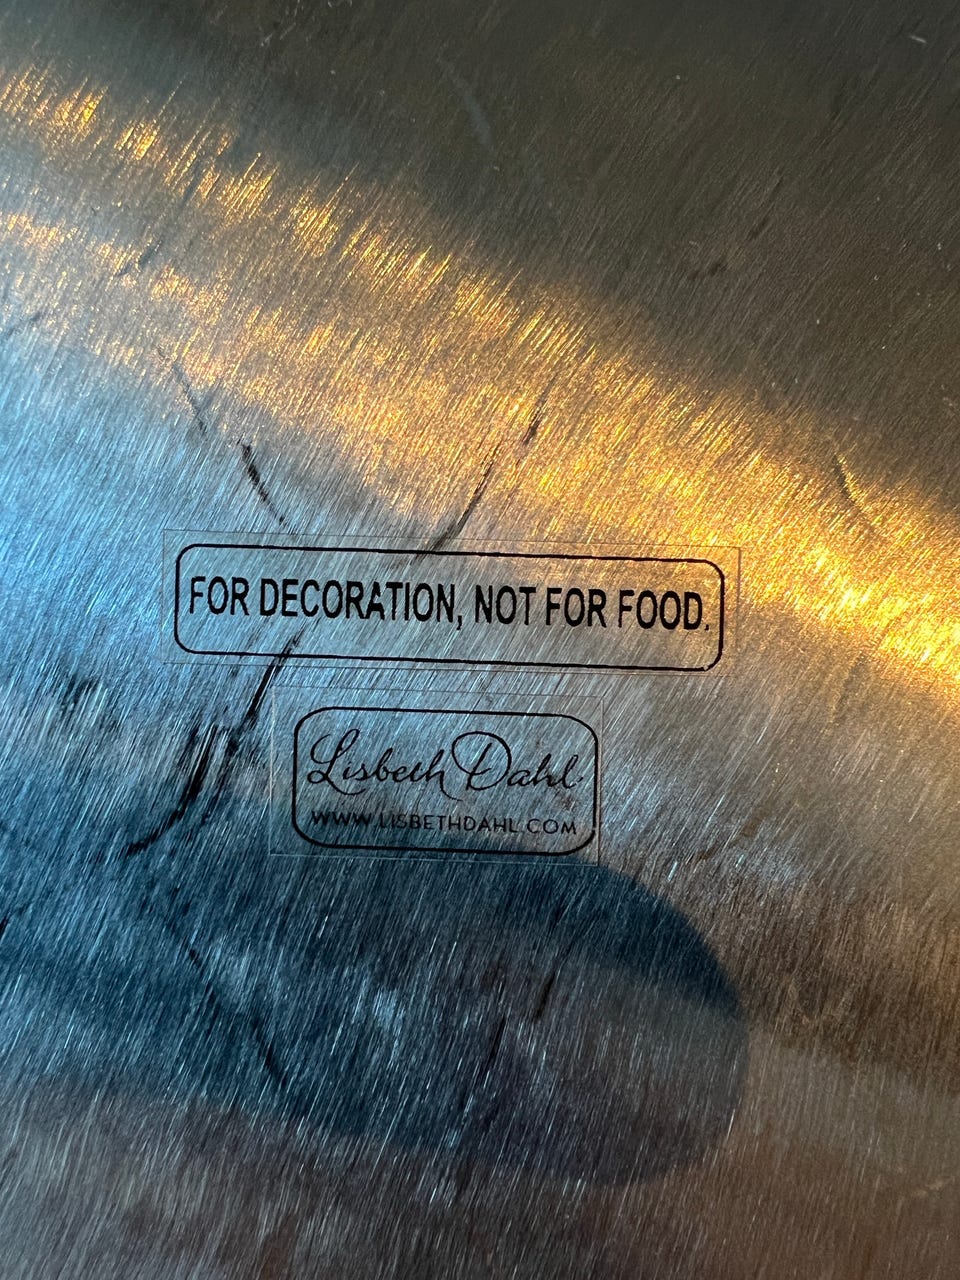 FOR DECORATION, NOT FOR FOOD.
Lisbeth Dahl
WWW.LISBETHDAHL.COM